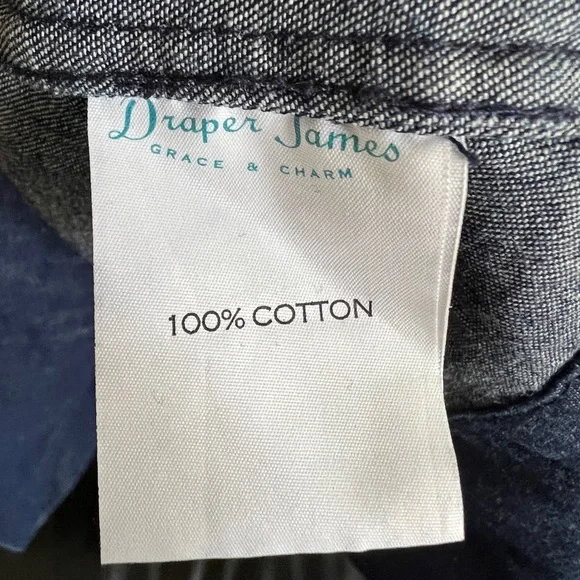 Draper James
GRACE & CHARM
100% COTTON